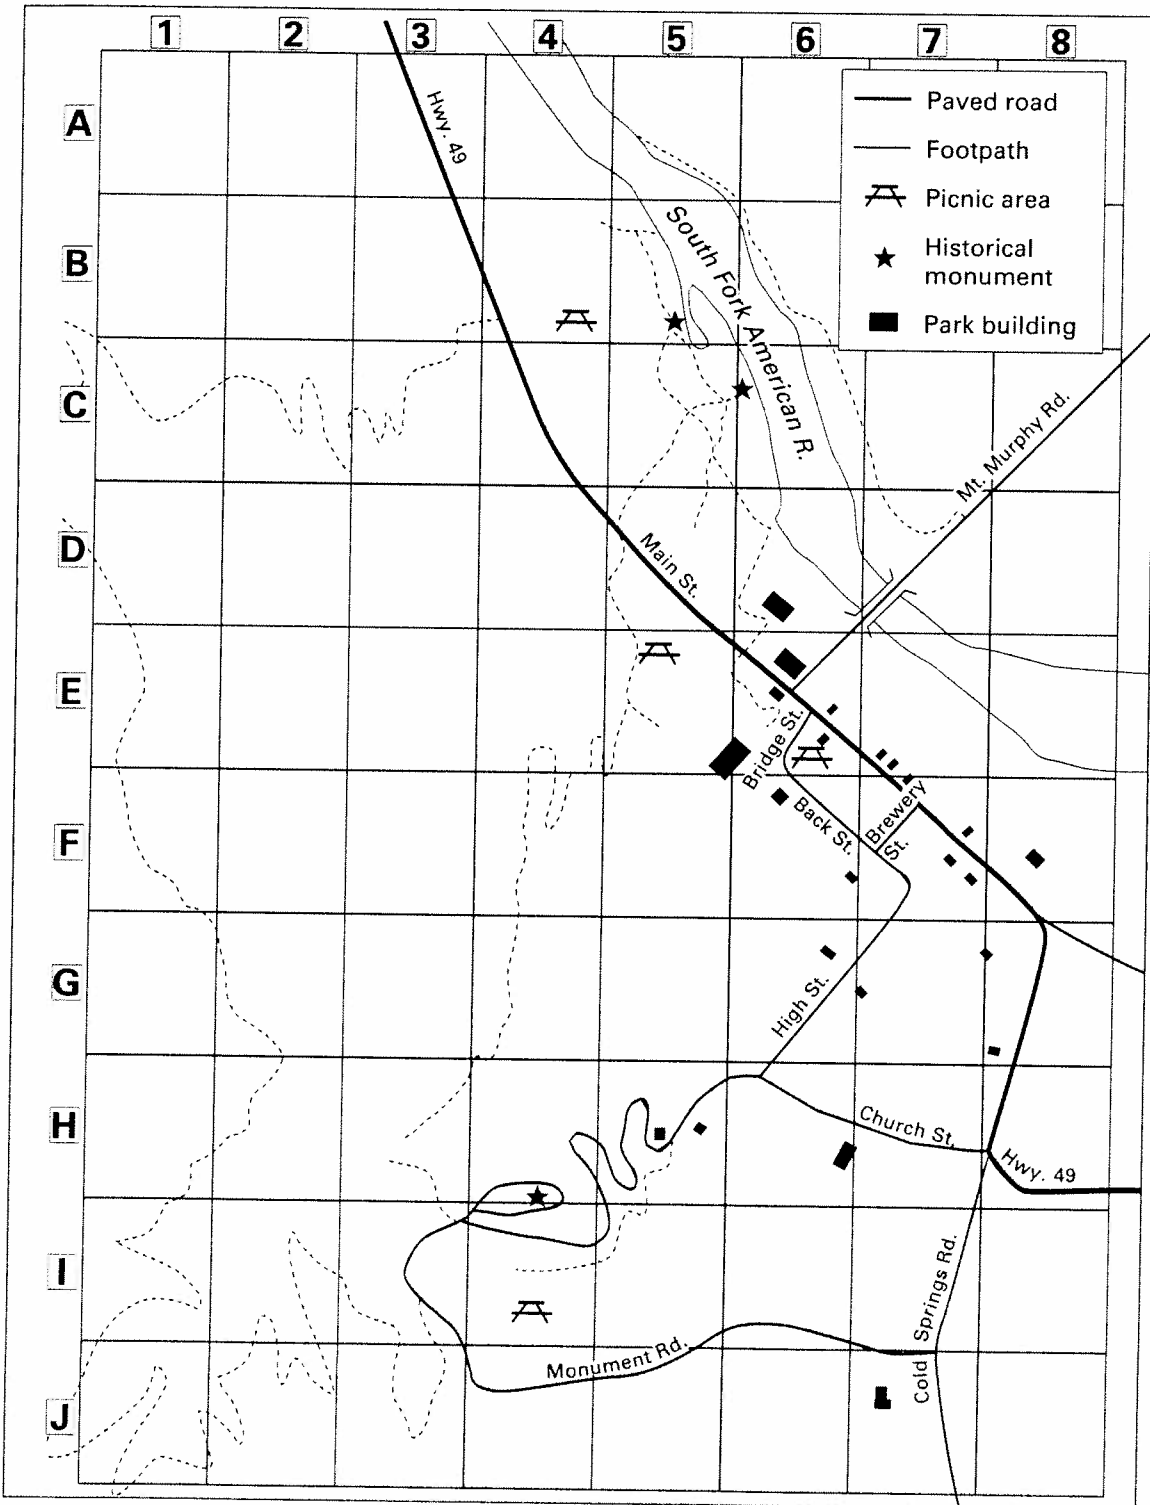 1 2 3 4 5 6 7 8
A
B
C
D
E
F
G
H
I
J
Paved road
Footpath
Picnic area
Historical
monument
Park building
Hwy. 49
South Fork American R.
Mt. Murphy Rd.
Main St.
Bridge St.
Back St.
Brewery
St.
High St.
Church St.
Hwy. 49
Cold Springs Rd.
Monument Rd.